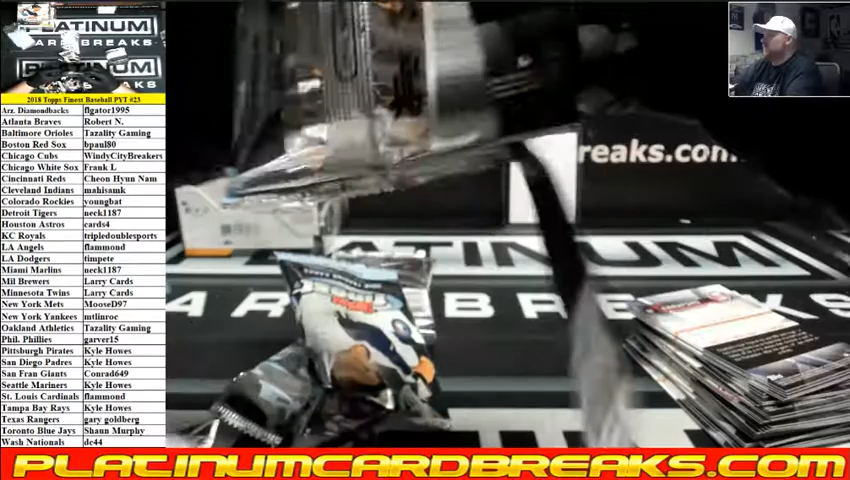 PLATINUM
CARD BREAKS
PLATINUM
2018 Topps Finest Baseball PYT #23
Arz. Diamondbacks flgator1995
Atlanta Braves Robert N.
Baltimore Orioles Tazality Gaming
Boston Red Sox bpaul80
Chicago Cubs WindyCityBreakers
Chicago White Sox Frank L
Cincinnati Reds Cheon Hyun Nam
Cleveland Indians mahisamk
Colorado Rockies youngbat
Detroit Tigers neck1187
Houston Astros cards4
KC Royals tripledoublesports
LA Angels flammond
LA Dodgers timpete
Miami Marlins neck1187
Mil Brewers Larry Cards
Minnesota Twins Larry Cards
New York Mets MooseD97
New York Yankees mtlinroc
Oakland Athletics Tazality Gaming
Phil. Phillies garver15
Pittsburgh Pirates Kyle Howes
San Diego Padres Kyle Howes
San Fran Giants Conrad649
Seattle Mariners Kyle Howes
St. Louis Cardinals flammond
Tampa Bay Rays Kyle Howes
Texas Rangers gary goldberg
Toronto Blue Jays Shaun Murphy
Wash Nationals dc44
reaks.com
LATINUM
ARD BREAKS
PLATINUMCARDBREAKS.COM